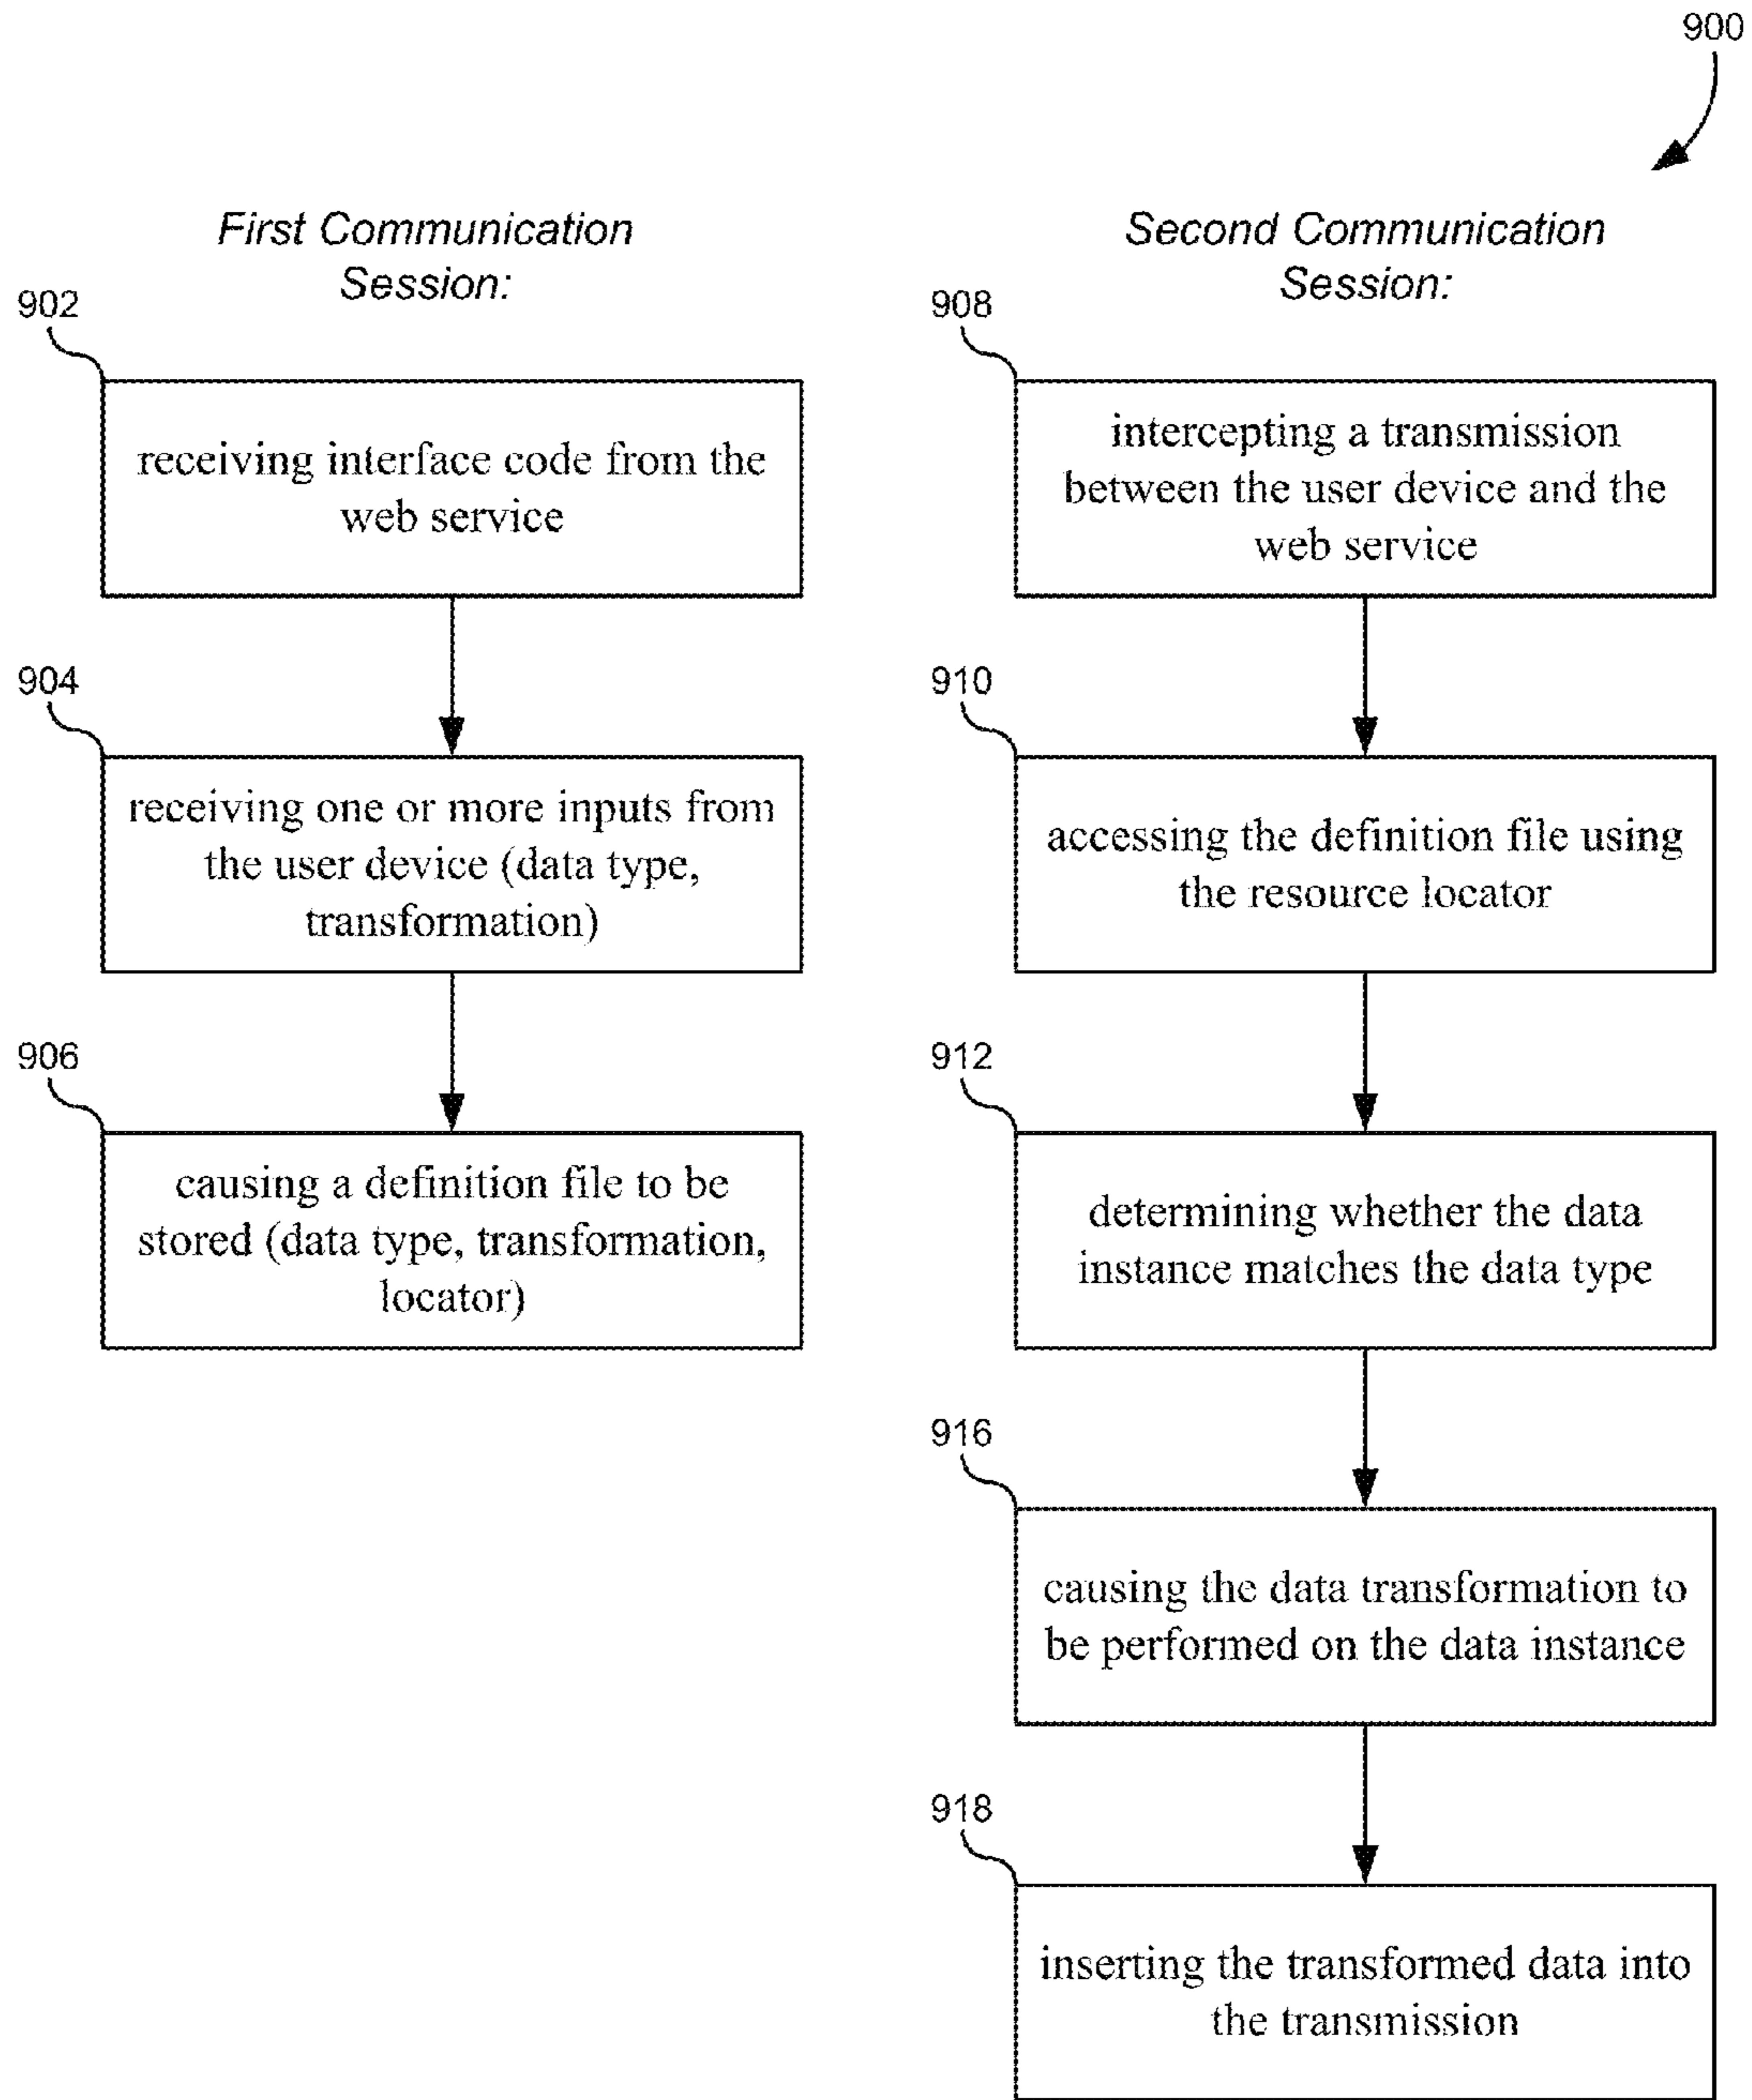 900
First Communication
Session:
902
receiving interface code from the
web service
904
receiving one or more inputs from
the user device (data type,
transformation)
906
causing a definition file to be
stored (data type, transformation,
locator)
Second Communication
Session:
908
intercepting a transmission
between the user device and the
web service
910
accessing the definition file using
the resource locator
912
determining whether the data
instance matches the data type
916
causing the data transformation to
be performed on the data instance
918
inserting the transformed data into
the transmission